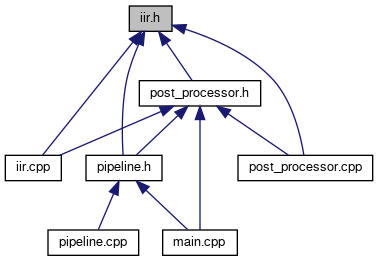 iir.h
post_processor.h
iir.cpp
pipeline.h
post_processor.cpp
pipeline.cpp
main.cpp